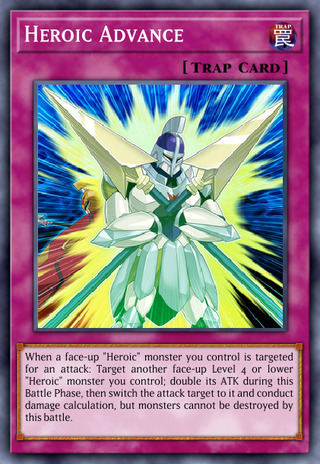 Heroic Advance
TRAP
罠
[Trap Card]
When a face-up "Heroic" monster you control is targeted
for an attack: Target another face-up Level 4 or lower
"Heroic" monster you control; double its ATK during this
Battle Phase, then switch the attack target to it and conduct
damage calculation, but monsters cannot be destroyed by
this battle.